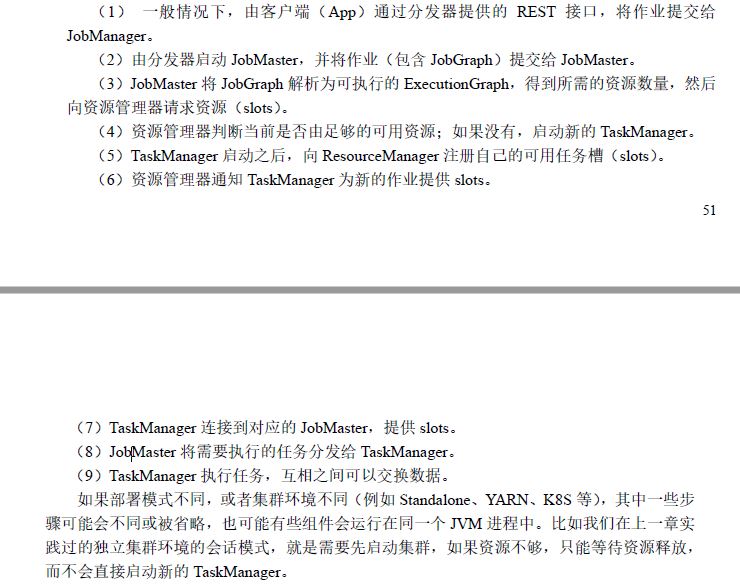 （1） 一般情况下，由客户端（App）通过分发器提供的 REST 接口，将作业提交给
JobManager。
（2）由分发器启动 JobMaster，并将作业（包含 JobGraph）提交给 JobMaster。
（3）JobMaster 将 JobGraph 解析为可执行的 ExecutionGraph，得到所需的资源数量，然后
向资源管理器请求资源（slots）。
（4）资源管理器判断当前是否由足够的可用资源；如果没有，启动新的 TaskManager。
（5）TaskManager 启动之后，向 ResourceManager 注册自己的可用任务槽（slots）。
（6）资源管理器通知 TaskManager 为新的作业提供 slots。
51
（7）TaskManager 连接到对应的 JobMaster，提供 slots。
（8）JobMaster 将需要执行的任务分发给 TaskManager。
（9）TaskManager 执行任务，互相之间可以交换数据。
如果部署模式不同，或者集群环境不同（例如 Standalone、YARN、K8S 等），其中一些步
骤可能会不同或被省略，也可能有些组件会运行在同一个 JVM 进程中。比如我们在上一章实
践过的独立集群环境的会话模式，就是需要先启动集群，如果资源不够，只能等待资源释放，
而不会直接启动新的 TaskManager。